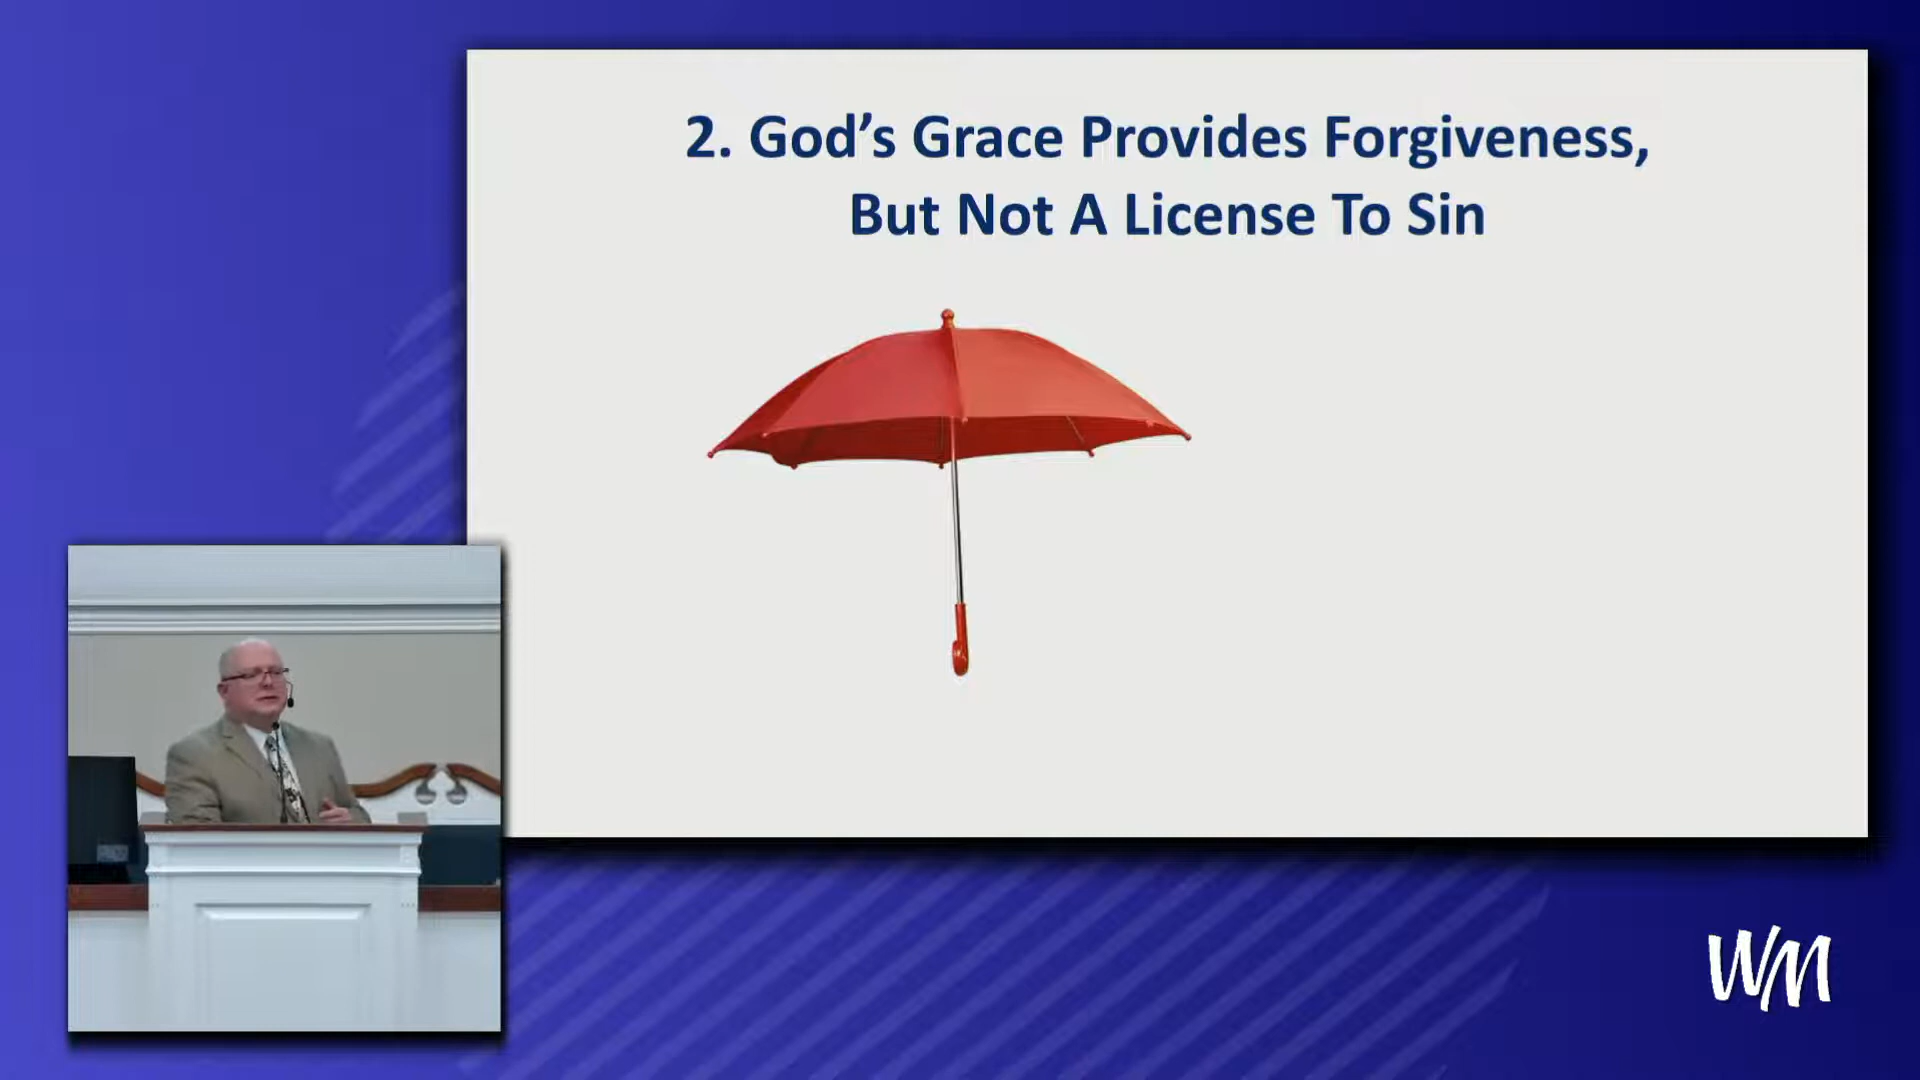 2. God’s Grace Provides Forgiveness,
But Not A License To Sin
WM